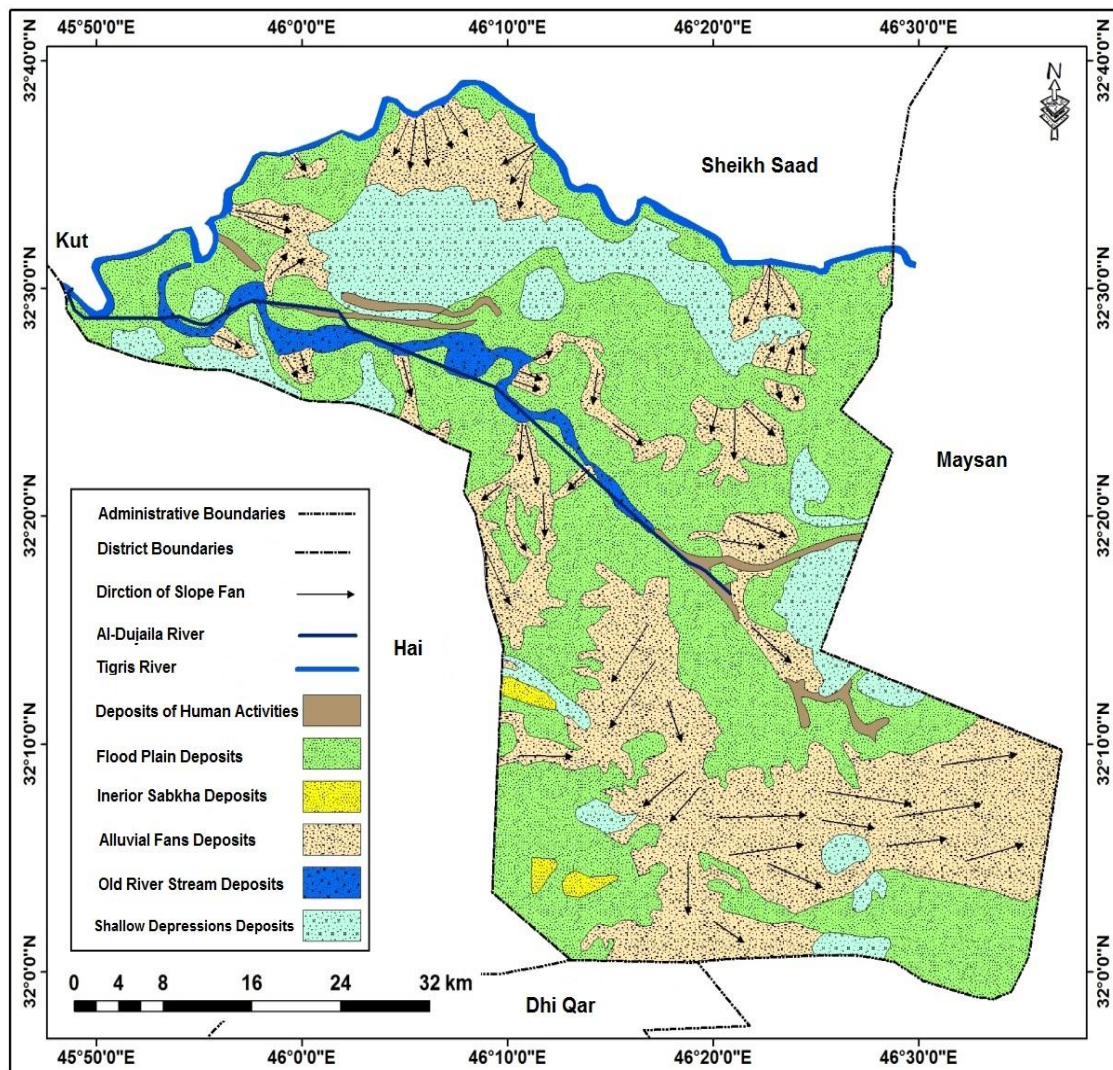 45°50'0"E 46°0'0"E 46°10'0"E 46°20'0"E 46°30'0"E
32°40'0"N 32°40'0"N
N
Sheikh Saad
Kut
32°30'0"N 32°30'0"N
Maysan
32°20'0"N 32°20'0"N
Hai
Administrative Boundaries
District Boundaries
Dirction of Slope Fan
Al-Dujaila River
Tigris River
Deposits of Human Activities
Flood Plain Deposits
Inerior Sabkha Deposits
Alluvial Fans Deposits
Old River Stream Deposits
Shallow Depressions Deposits
32°10'0"N 32°10'0"N
32°0'0"N 32°0'0"N
0 2 4 6 8 16 24 32 km
Dhi Qar
45°50'0"E 46°0'0"E 46°10'0"E 46°20'0"E 46°30'0"E